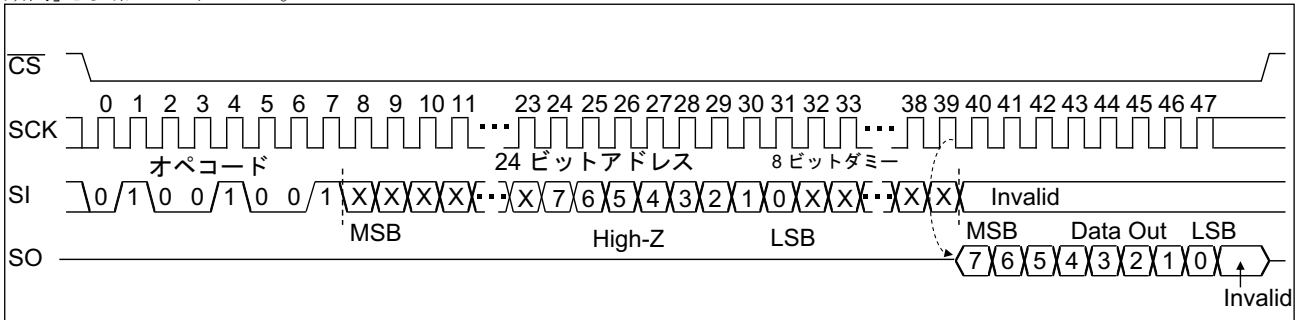 CS
0 1 2 3 4 5 6 7 8 9 10 11 23 24 25 26 27 28 29 30 31 32 33 38 39 40 41 42 43 44 45 46 47
SCK
オペコード 24 ビットアドレス 8 ビットダミー
SI 0 1 0 0 1 0 0 1 X X X X X 7 6 5 4 3 2 1 0 X X X X Invalid
MSB High-Z LSB MSB Data Out LSB
SO 7 6 5 4 3 2 1 0
Invalid